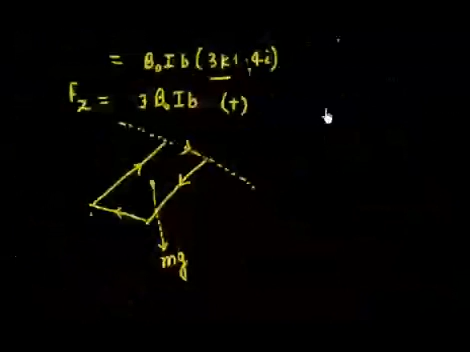 = B₀Ib(3k+4i)
F_z = 3B₀Ib (↑)
mg